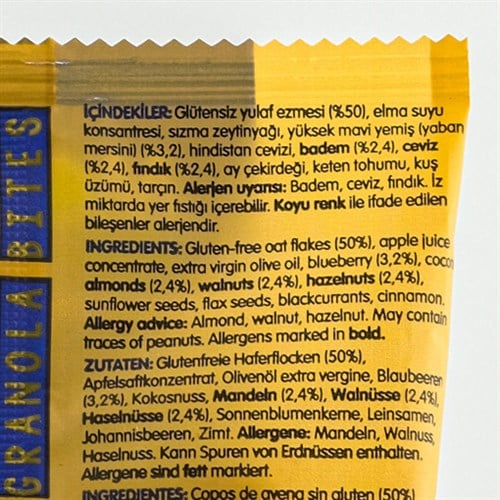 GRANOLA BITES
İÇİNDEKİLER: Glütensiz yulaf ezmesi (%50), elma suyu
konsantresi, sızma zeytinyağı, yüksek mavi yemiş (yaban
mersini) (%3,2), hindistan cevizi, badem (%2,4), ceviz
(%2,4), fındık (%2,4), ay çekirdeği, keten tohumu, kuş
üzümü, tarçın. Alerjen uyarısı: Badem, ceviz, fındık. İz
miktarda yer fıstığı içerebilir. Koyu renk ile ifade edilen
bileşenler alerjendir.
INGREDIENTS: Gluten-free oat flakes (50%), apple juice
concentrate, extra virgin olive oil, blueberry (3,2%),
almonds (2,4%), walnuts (2,4%), hazelnuts (2,4%),
sunflower seeds, flax seeds, blackcurrants, cinnamon.
Allergy advice: Almond, walnut, hazelnut. May contain
traces of peanuts. Allergens marked in bold.
ZUTATEN: Glutenfreie Haferflocken (50%),
Apfelsaftkonzentrat, Olivenöl extra vergine, Blaubeeren
(3,2%), Kokosnuss, Mandeln (2,4%), Walnüsse (2,4%),
Haselnüsse (2,4%), Sonnenblumenkerne, Leinsamen,
Johannisbeeren, Zimt. Allergene: Mandeln, Walnuss,
Haselnuss. Kann Spuren von Erdnüssen enthalten.
Allergene sind fett markiert.
INGREDIENTES: Copos de avena sin gluten (50%)